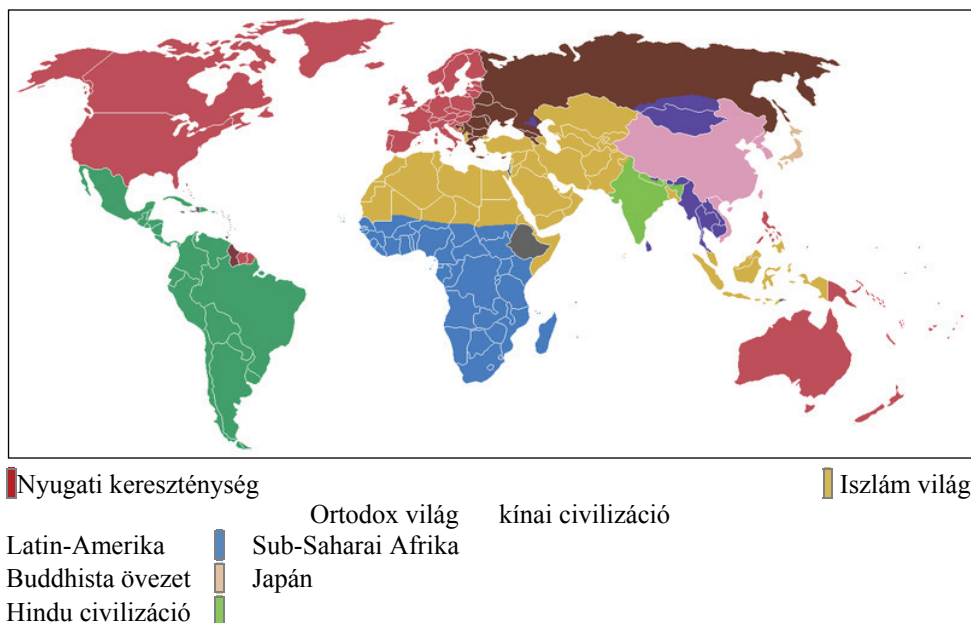 Nyugati kereszténység Iszlám világ
Ortodox világ kínai civilizáció
Latin-Amerika Sub-Saharai Afrika
Buddhista övezet Japán
Hindu civilizáció